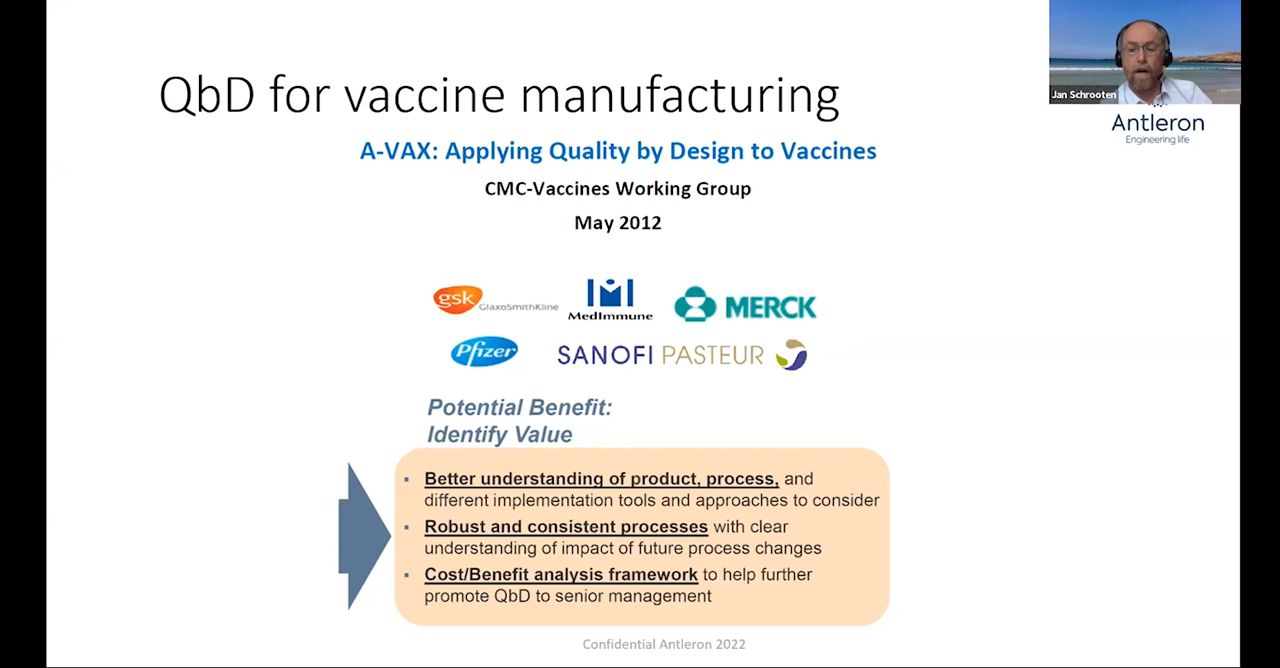 QbD for vaccine manufacturing
Jan Schrooten
Antleron
Engineering life
A-VAX: Applying Quality by Design to Vaccines
CMC-Vaccines Working Group
May 2012
gsk GlaxoSmithKline
MedImmune
MERCK
Pfizer
SANOFI PASTEUR
Potential Benefit:
Identify Value
▪ Better understanding of product, process, and
different implementation tools and approaches to consider
▪ Robust and consistent processes with clear
understanding of impact of future process changes
▪ Cost/Benefit analysis framework to help further
promote QbD to senior management
Confidential Antleron 2022